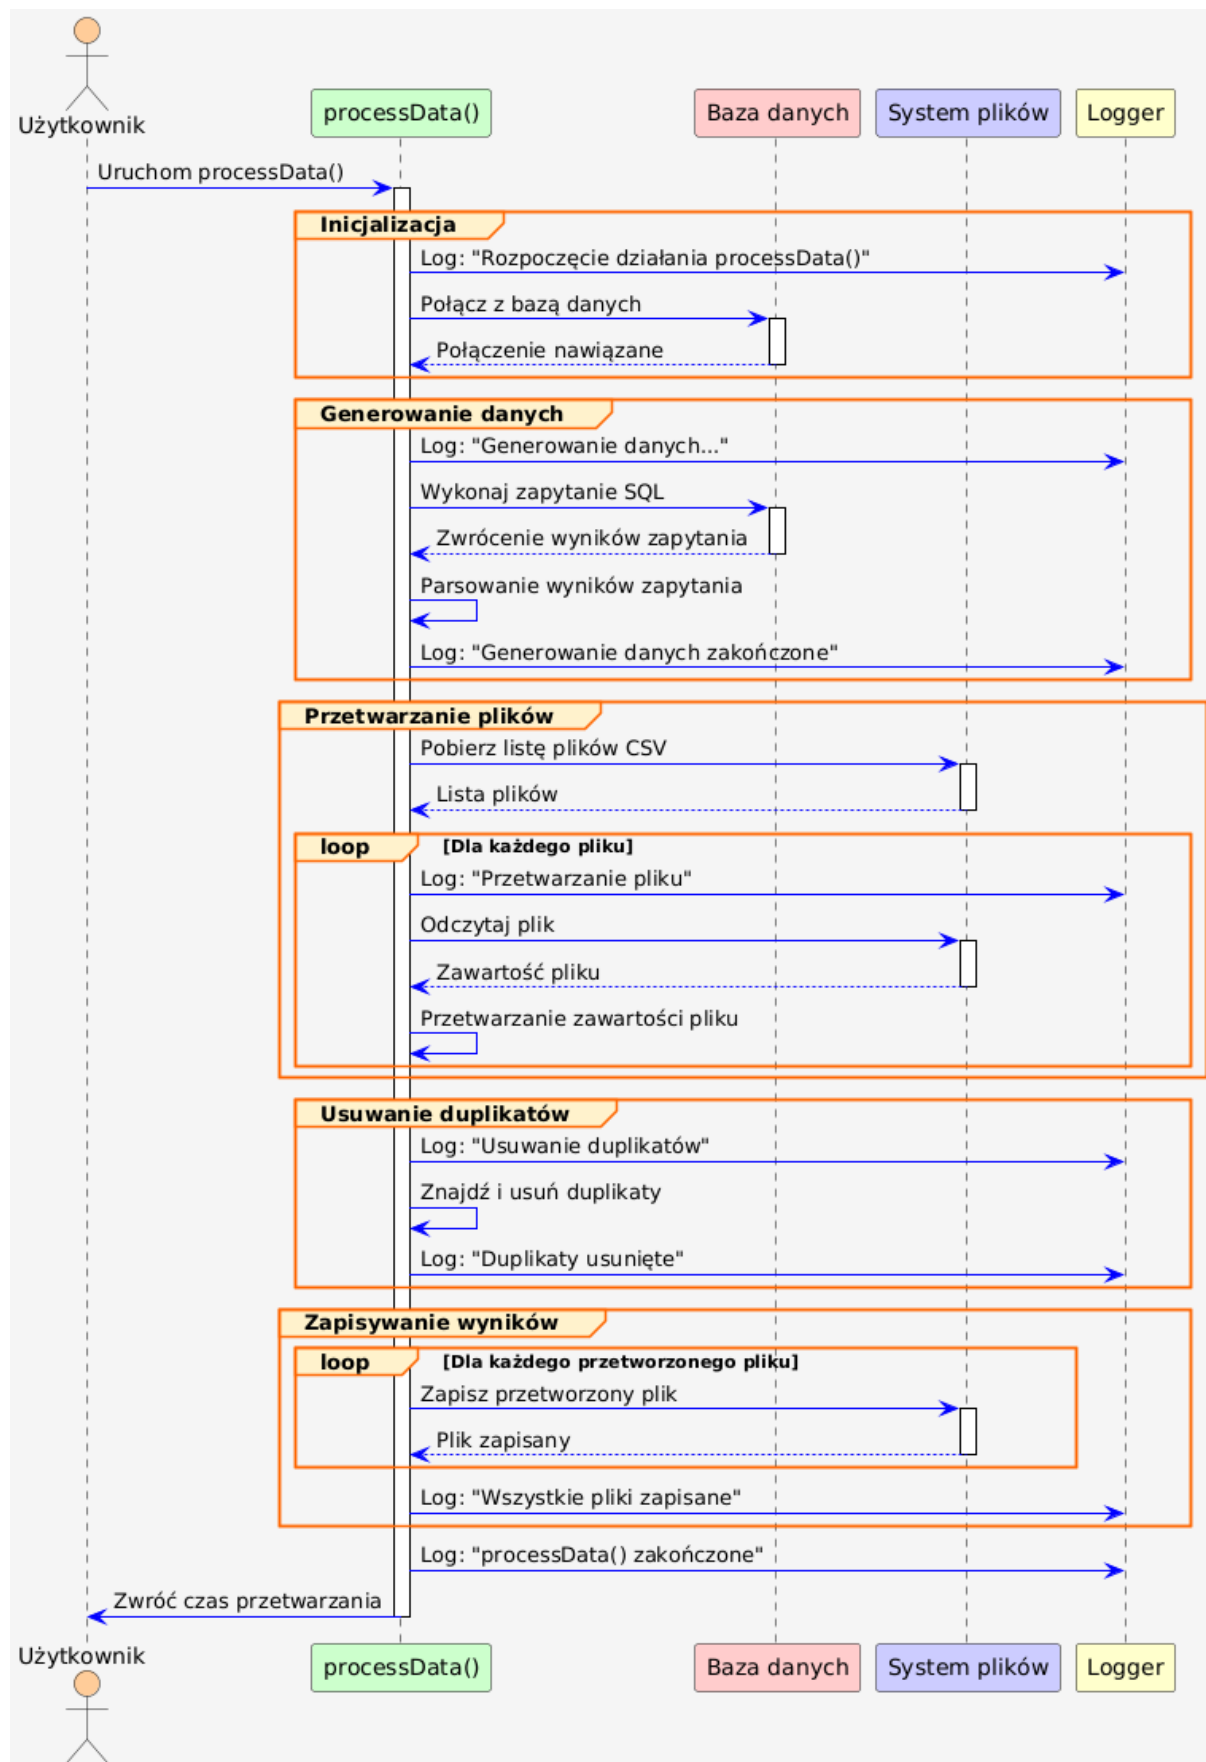 Użytkownik
processData()
Baza danych
System plików
Logger
Uruchom processData()
Inicjalizacja
Log: "Rozpoczęcie działania processData()"
Połącz z bazą danych
Połączenie nawiązane
Generowanie danych
Log: "Generowanie danych..."
Wykonaj zapytanie SQL
Zwrócenie wyników zapytania
Parsowanie wyników zapytania
Log: "Generowanie danych zakończone"
Przetwarzanie plików
Pobierz listę plików CSV
Lista plików
loop [Dla każdego pliku]
Log: "Przetwarzanie pliku"
Odczytaj plik
Zawartość pliku
Przetwarzanie zawartości pliku
Usuwanie duplikatów
Log: "Usuwanie duplikatów"
Znajdź i usuń duplikaty
Log: "Duplikaty usunięte"
Zapisywanie wyników
loop [Dla każdego przetworzonego pliku]
Zapisz przetworzony plik
Plik zapisany
Log: "Wszystkie pliki zapisane"
Log: "processData() zakończone"
Zwróć czas przetwarzania
Użytkownik
processData()
Baza danych
System plików
Logger